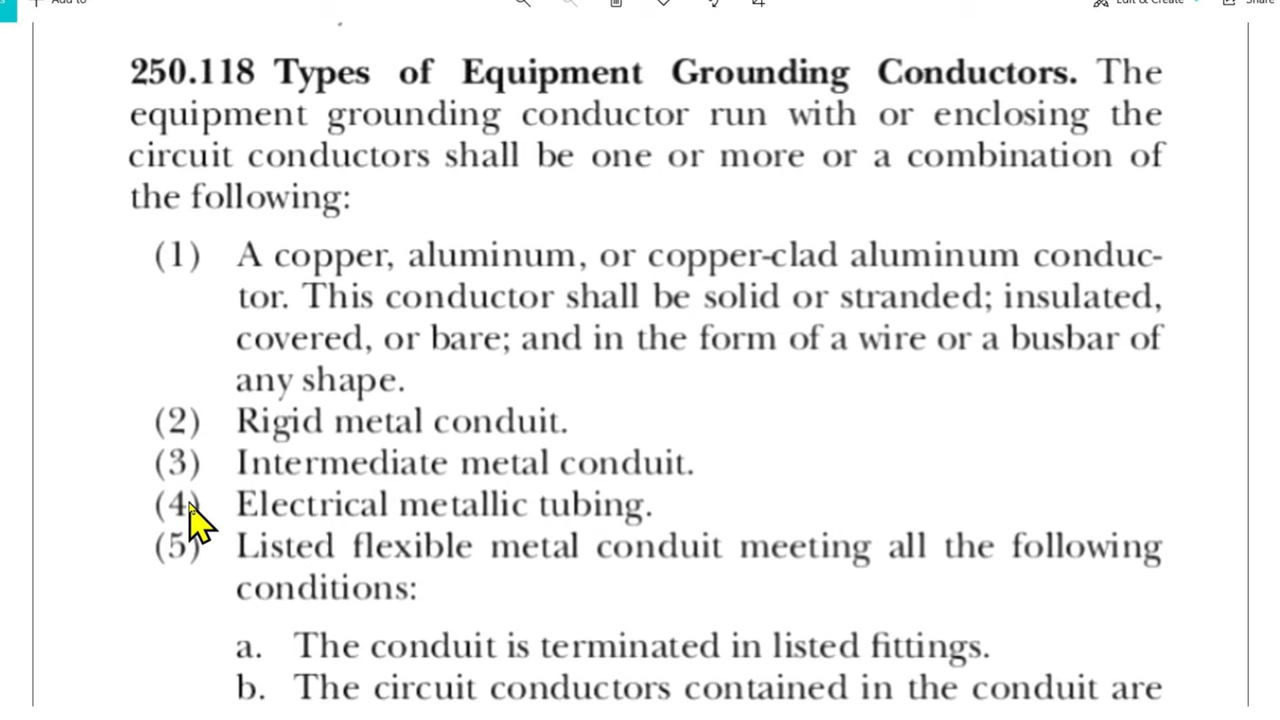 Add to
Edit & Create
Share
250.118 Types of Equipment Grounding Conductors. The
equipment grounding conductor run with or enclosing the
circuit conductors shall be one or more or a combination of
the following:
(1) A copper, aluminum, or copper-clad aluminum conduc-
tor. This conductor shall be solid or stranded; insulated,
covered, or bare; and in the form of a wire or a busbar of
any shape.
(2) Rigid metal conduit.
(3) Intermediate metal conduit.
(4) Electrical metallic tubing.
(5) Listed flexible metal conduit meeting all the following
conditions:
a. The conduit is terminated in listed fittings.
b. The circuit conductors contained in the conduit are